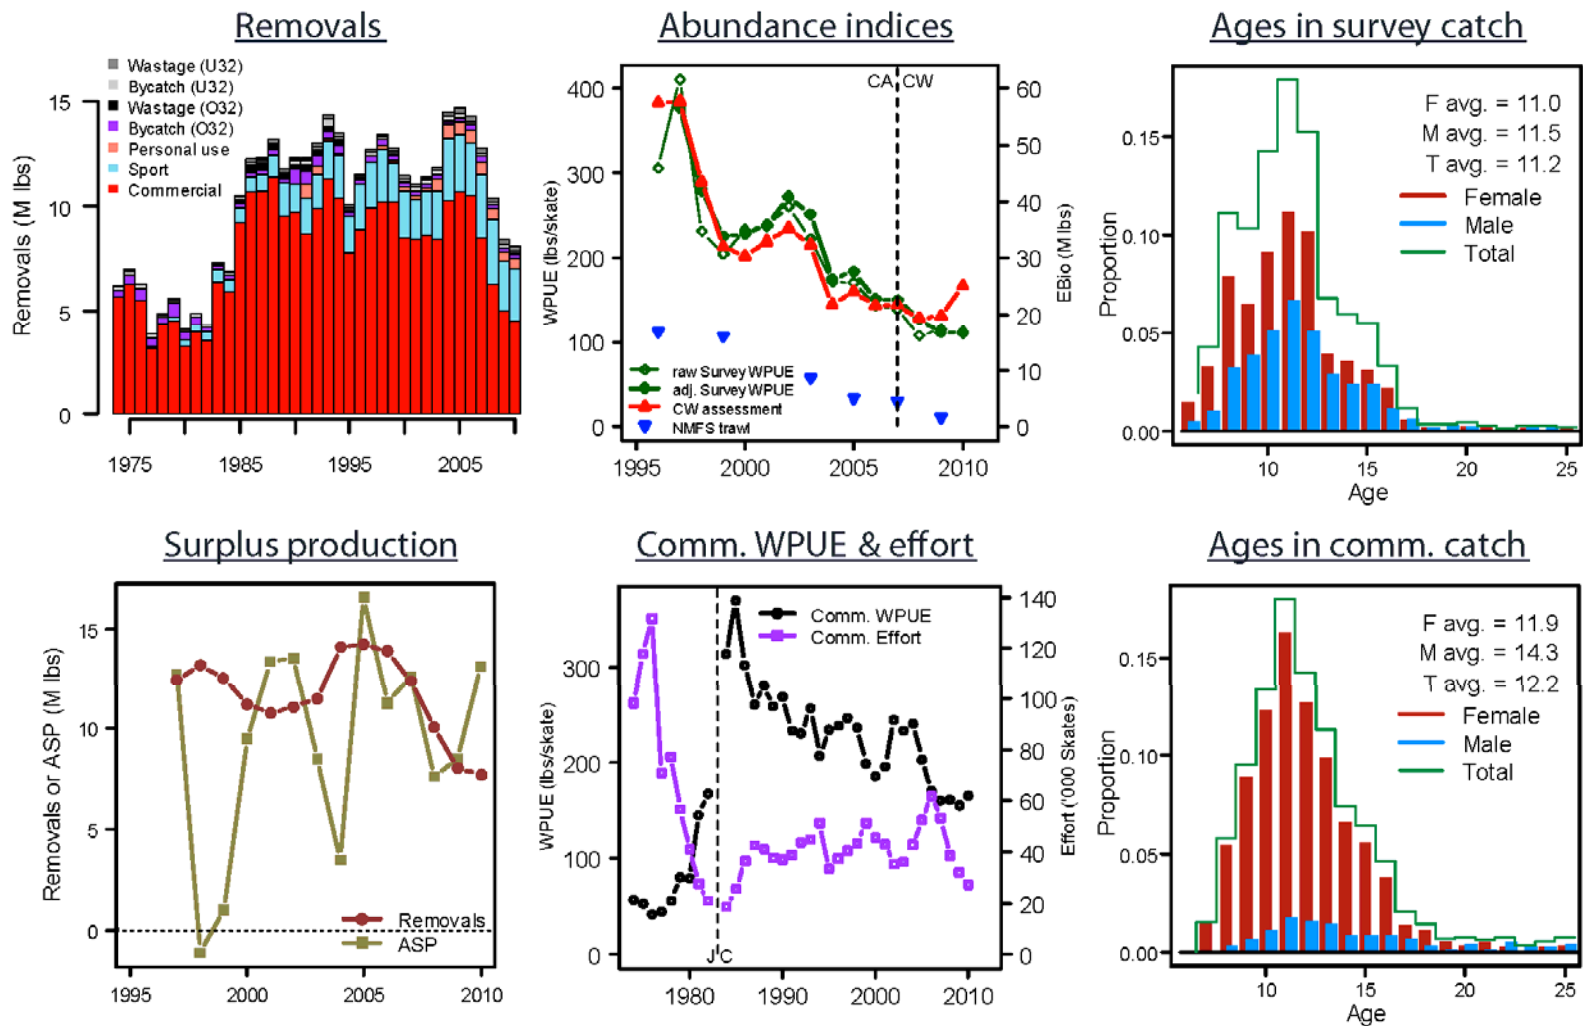 Removals
Wastage (U32)
Bycatch (U32)
Wastage (O32)
Bycatch (O32)
Personal use
Sport
Commercial
Removals (M lbs)
15
10
5
0
1975 1985 1995 2005
Abundance indices
CA CW
WPUE (lbs/skate)
400
300
200
100
0
EBio (M lbs)
60
50
40
30
20
10
0
raw Survey WPUE
adj. Survey WPUE
CW assessment
NMFS trawl
1995 2000 2005 2010
Ages in survey catch
F avg. = 11.0
M avg. = 11.5
T avg. = 11.2
Female
Male
Total
Proportion
0.15
0.10
0.05
0.00
10 15 20 25
Age
Surplus production
Removals or ASP (M lbs)
15
10
5
0
Removals
ASP
1995 2000 2005 2010
Comm. WPUE & effort
Comm. WPUE
Comm. Effort
WPUE (lbs/skate)
300
200
100
0
Effort ('000 Skates)
140
120
100
80
60
40
20
0
J C
1980 1990 2000 2010
Ages in comm. catch
F avg. = 11.9
M avg. = 14.3
T avg. = 12.2
Female
Male
Total
Proportion
0.15
0.10
0.05
0.00
10 15 20 25
Age